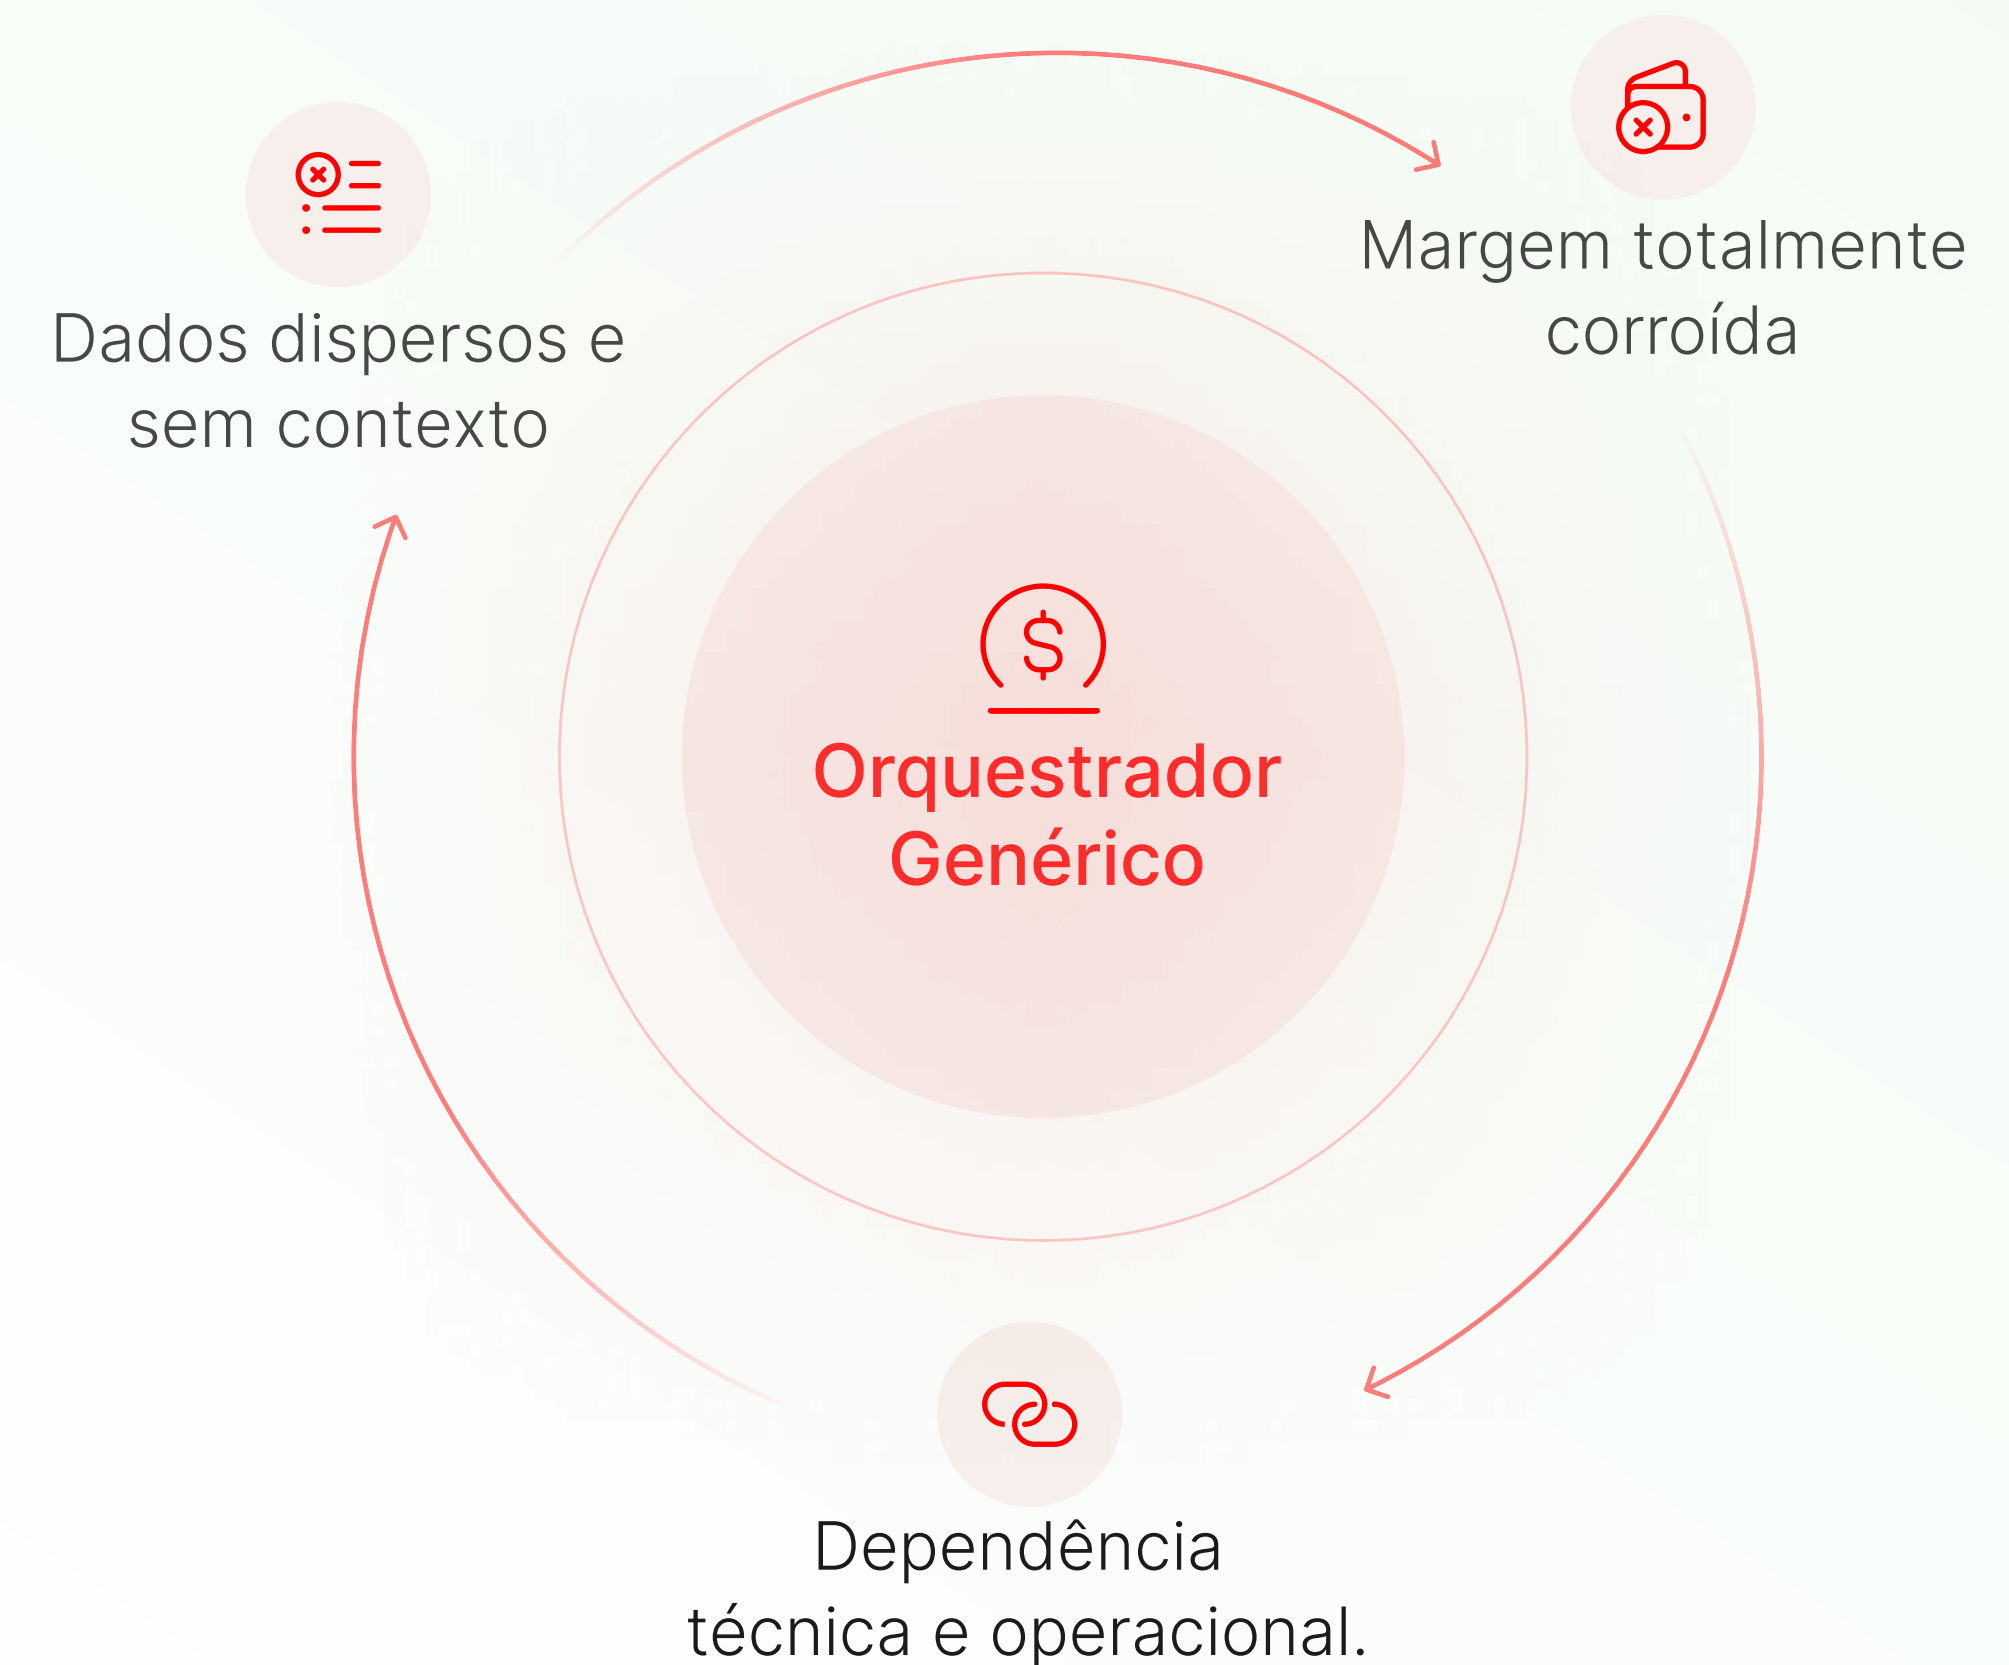 Dados dispersos e
sem contexto
Margem totalmente
corroída
$
Orquestrador
Genérico
Dependência
técnica e operacional.